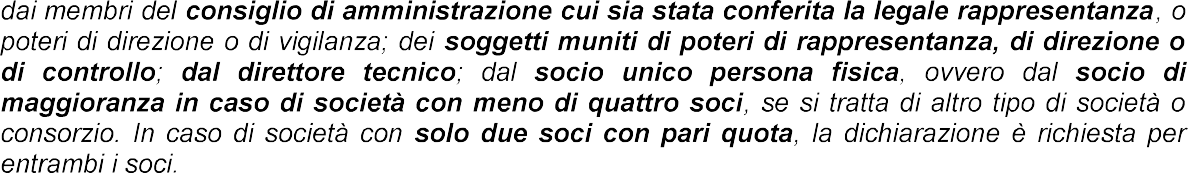 dai membri del consiglio di amministrazione cui sia stata conferita la legale rappresentanza, o
poteri di direzione o di vigilanza; dei soggetti muniti di poteri di rappresentanza, di direzione o
di controllo; dal direttore tecnico; dal socio unico persona fisica, ovvero dal socio di
maggioranza in caso di società con meno di quattro soci, se si tratta di altro tipo di società o
consorzio. In caso di società con solo due soci con pari quota, la dichiarazione è richiesta per
entrambi i soci.